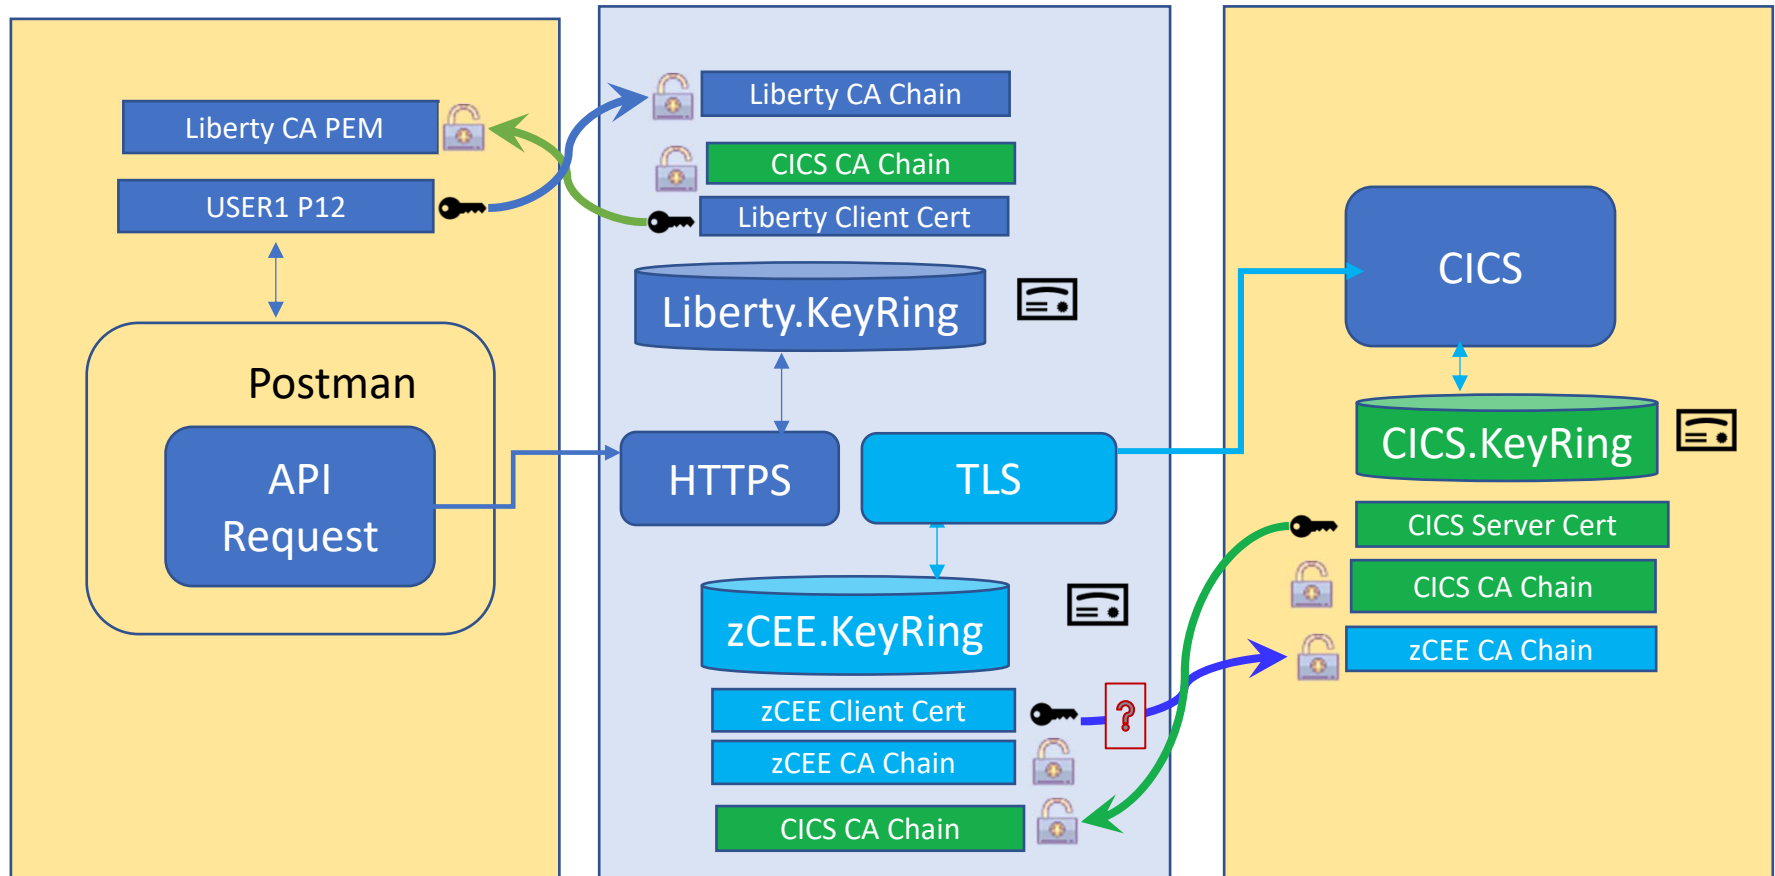 Liberty CA PEM
USER1 P12
Postman
API
Request
Liberty CA Chain
CICS CA Chain
Liberty Client Cert
Liberty.KeyRing
HTTPS
TLS
zCEE.KeyRing
zCEE Client Cert
?
zCEE CA Chain
CICS CA Chain
CICS
CICS.KeyRing
CICS Server Cert
CICS CA Chain
zCEE CA Chain